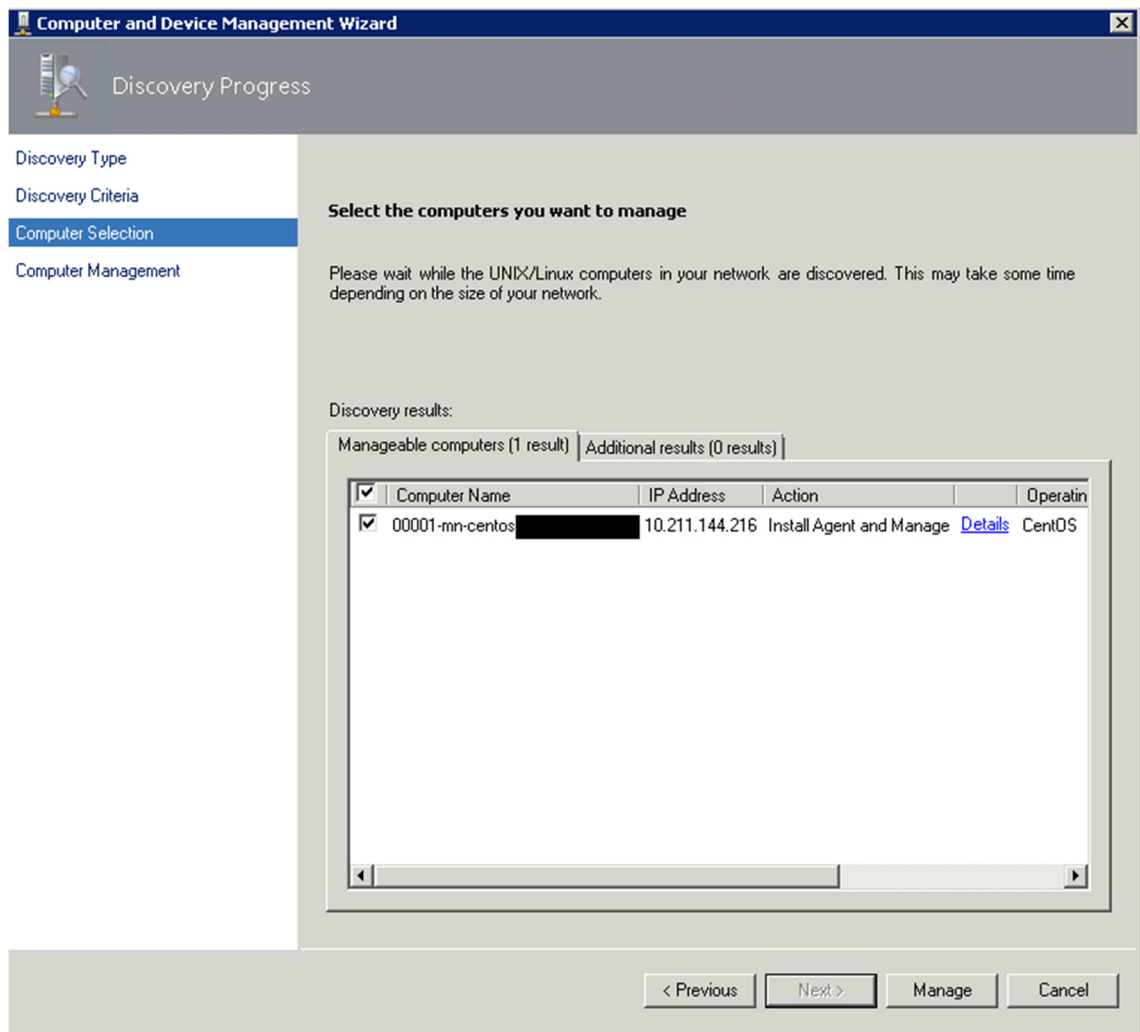 Computer and Device Management Wizard
Discovery Progress
Discovery Type
Discovery Criteria
Computer Selection
Computer Management
Select the computers you want to manage
Please wait while the UNIX/Linux computers in your network are discovered. This may take some time
depending on the size of your network.
Discovery results:
Manageable computers (1 result) Additional results (0 results)
Computer Name IP Address Action Operatin
00001-mn-centos 10.211.144.216 Install Agent and Manage Details CentOS
< Previous Next > Manage Cancel